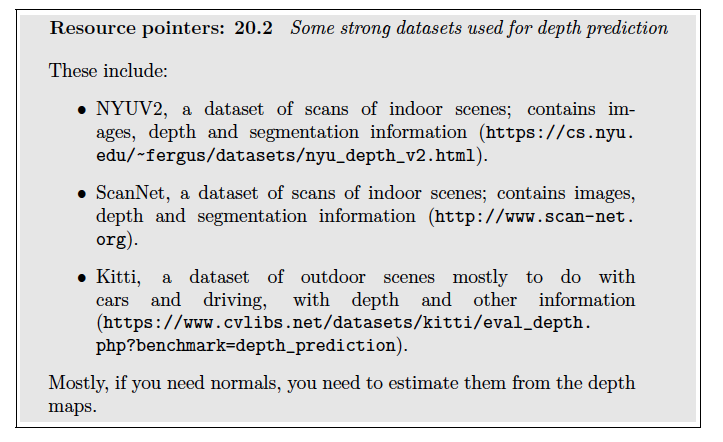 Resource pointers: 20.2 Some strong datasets used for depth prediction
These include:
• NYUV2, a dataset of scans of indoor scenes; contains im-
ages, depth and segmentation information (https://cs.nyu.
edu/~fergus/datasets/nyu_depth_v2.html).
• ScanNet, a dataset of scans of indoor scenes; contains images,
depth and segmentation information (http://www.scan-net.
org).
• Kitti, a dataset of outdoor scenes mostly to do with
cars and driving, with depth and other information
(https://www.cvlibs.net/datasets/kitti/eval_depth.
php?benchmark=depth_prediction).
Mostly, if you need normals, you need to estimate them from the depth
maps.